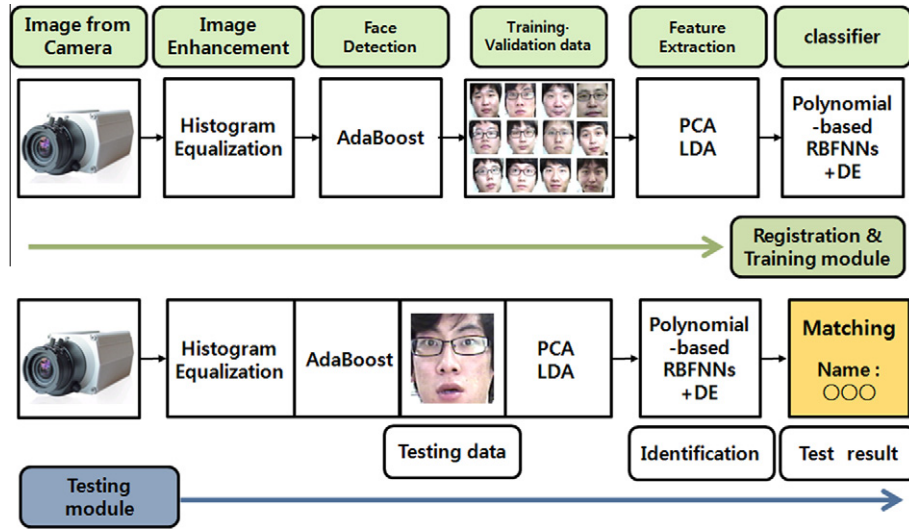 Image from
Camera
Image
Enhancement
Face
Detection
Training·
Validation data
Feature
Extraction
classifier
Histogram
Equalization
AdaBoost
PCA
LDA
Polynomial
-based
RBFNNs
+DE
Registration &
Training module
Histogram
Equalization
AdaBoost
PCA
LDA
Polynomial
-based
RBFNNs
+DE
Matching
Name :
○○○
Testing data
Identification
Test result
Testing
module